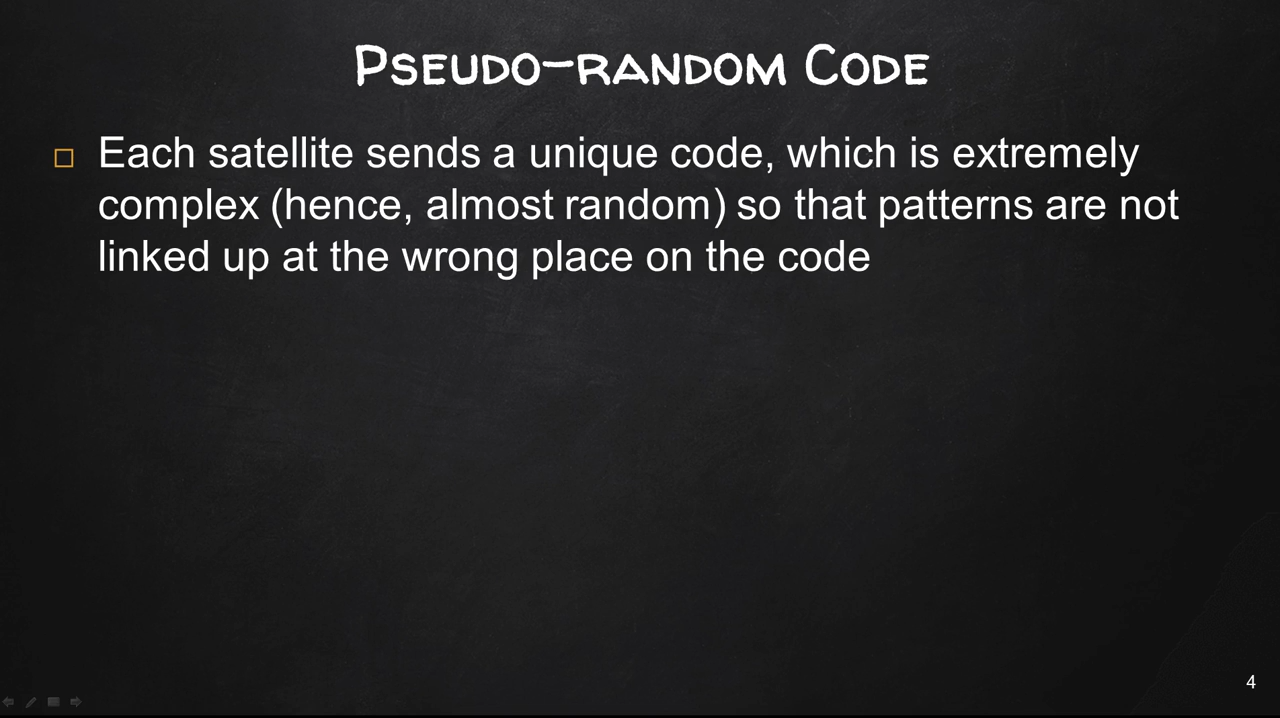 Pseudo-random Code
Each satellite sends a unique code, which is extremely
complex (hence, almost random) so that patterns are not
linked up at the wrong place on the code
4